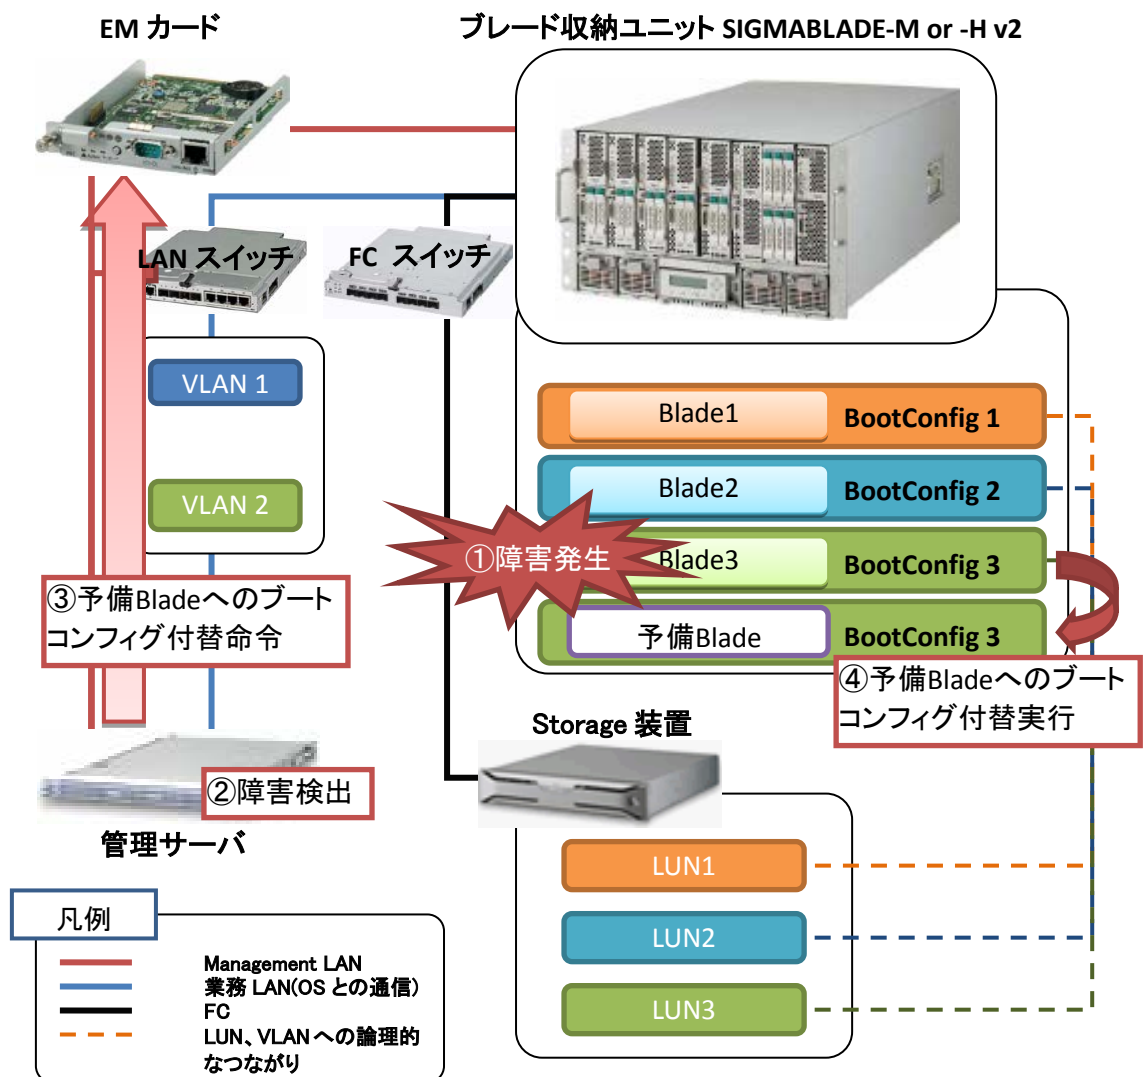 EM カード
ブレード収納ユニット SIGMABLADE-M or -H v2
LAN スイッチ
FC スイッチ
VLAN 1
VLAN 2
Blade1
BootConfig 1
Blade2
BootConfig 2
①障害発生
Blade3
BootConfig 3
予備Blade
BootConfig 3
③予備Bladeへのブート
コンフィグ付替命令
④予備Bladeへのブート
コンフィグ付替実行
Storage 装置
②障害検出
管理サーバ
LUN1
LUN2
LUN3
凡例
Management LAN
業務 LAN(OS との通信)
FC
LUN、VLAN への論理的
なつながり